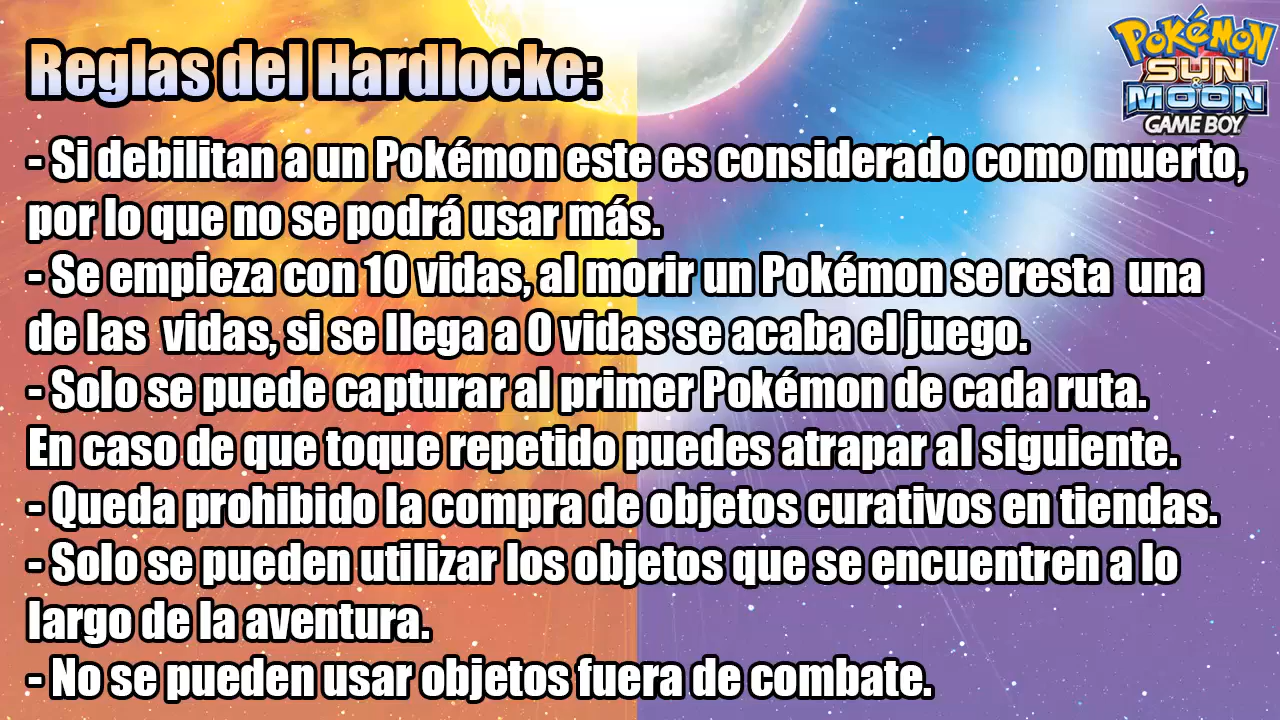 Reglas del Hardlocke:
POKéMON
SUN
MOON
GAME BOY
- Si debilitan a un Pokémon este es considerado como muerto,
por lo que no se podrá usar más.
- Se empieza con 10 vidas, al morir un Pokémon se resta  una
de las  vidas, si se llega a 0 vidas se acaba el juego.
- Solo se puede capturar al primer Pokémon de cada ruta.
En caso de que toque repetido puedes atrapar al siguiente.
- Queda prohibido la compra de objetos curativos en tiendas.
- Solo se pueden utilizar los objetos que se encuentren a lo
largo de la aventura.
- No se pueden usar objetos fuera de combate.